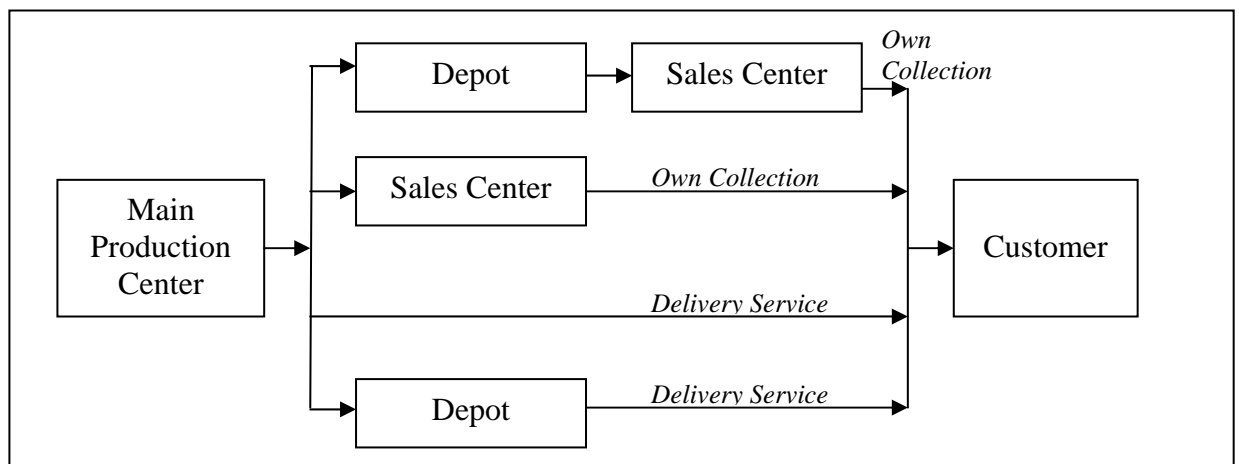 Own
Collection
Depot
Sales Center
Sales Center
Own Collection
Main
Production
Center
Customer
Delivery Service
Depot
Delivery Service